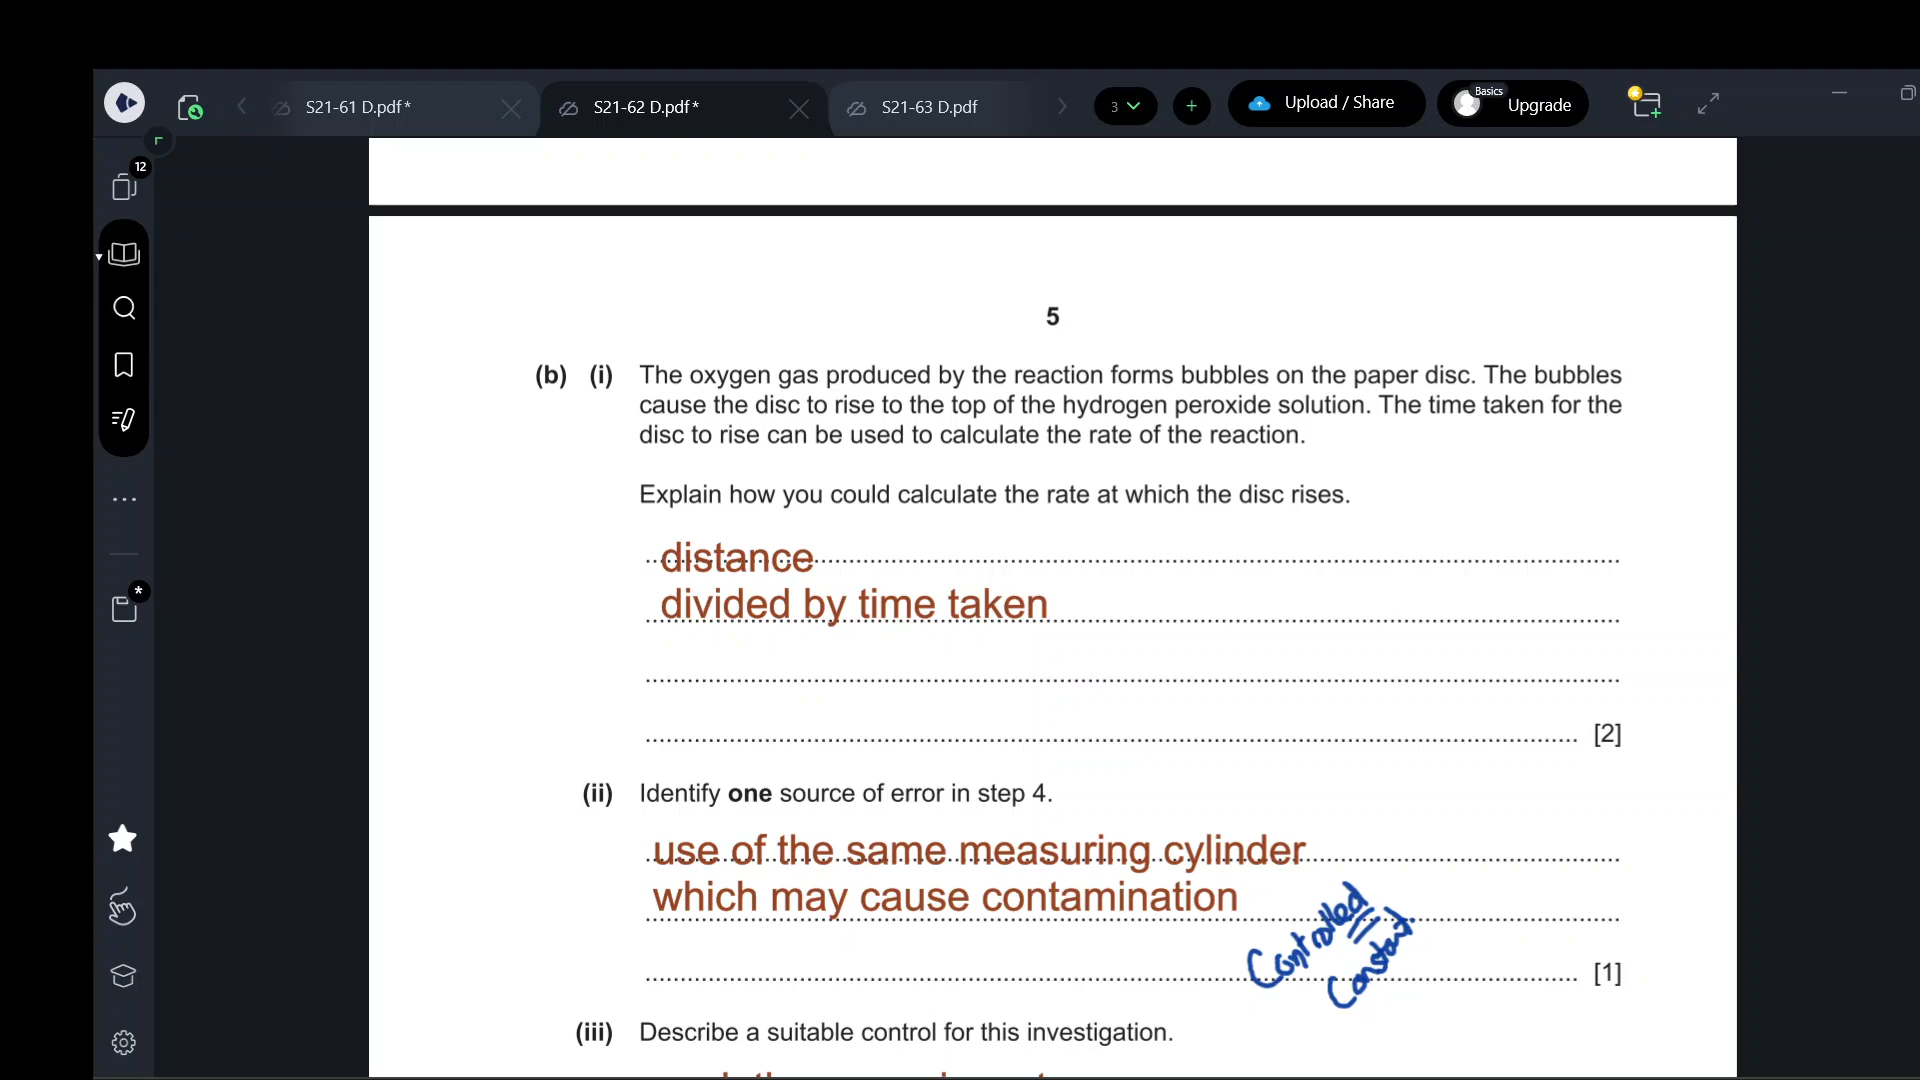 S21-61 D.pdf*
S21-62 D.pdf*
S21-63 D.pdf
3
Upload / Share
Basics
Upgrade
12
5
(b) (i) The oxygen gas produced by the reaction forms bubbles on the paper disc. The bubbles
cause the disc to rise to the top of the hydrogen peroxide solution. The time taken for the
disc to rise can be used to calculate the rate of the reaction.
Explain how you could calculate the rate at which the disc rises.
distance
divided by time taken
[2]
(ii) Identify one source of error in step 4.
use of the same measuring cylinder
which may cause contamination
Controlled
Constant
[1]
(iii) Describe a suitable control for this investigation.